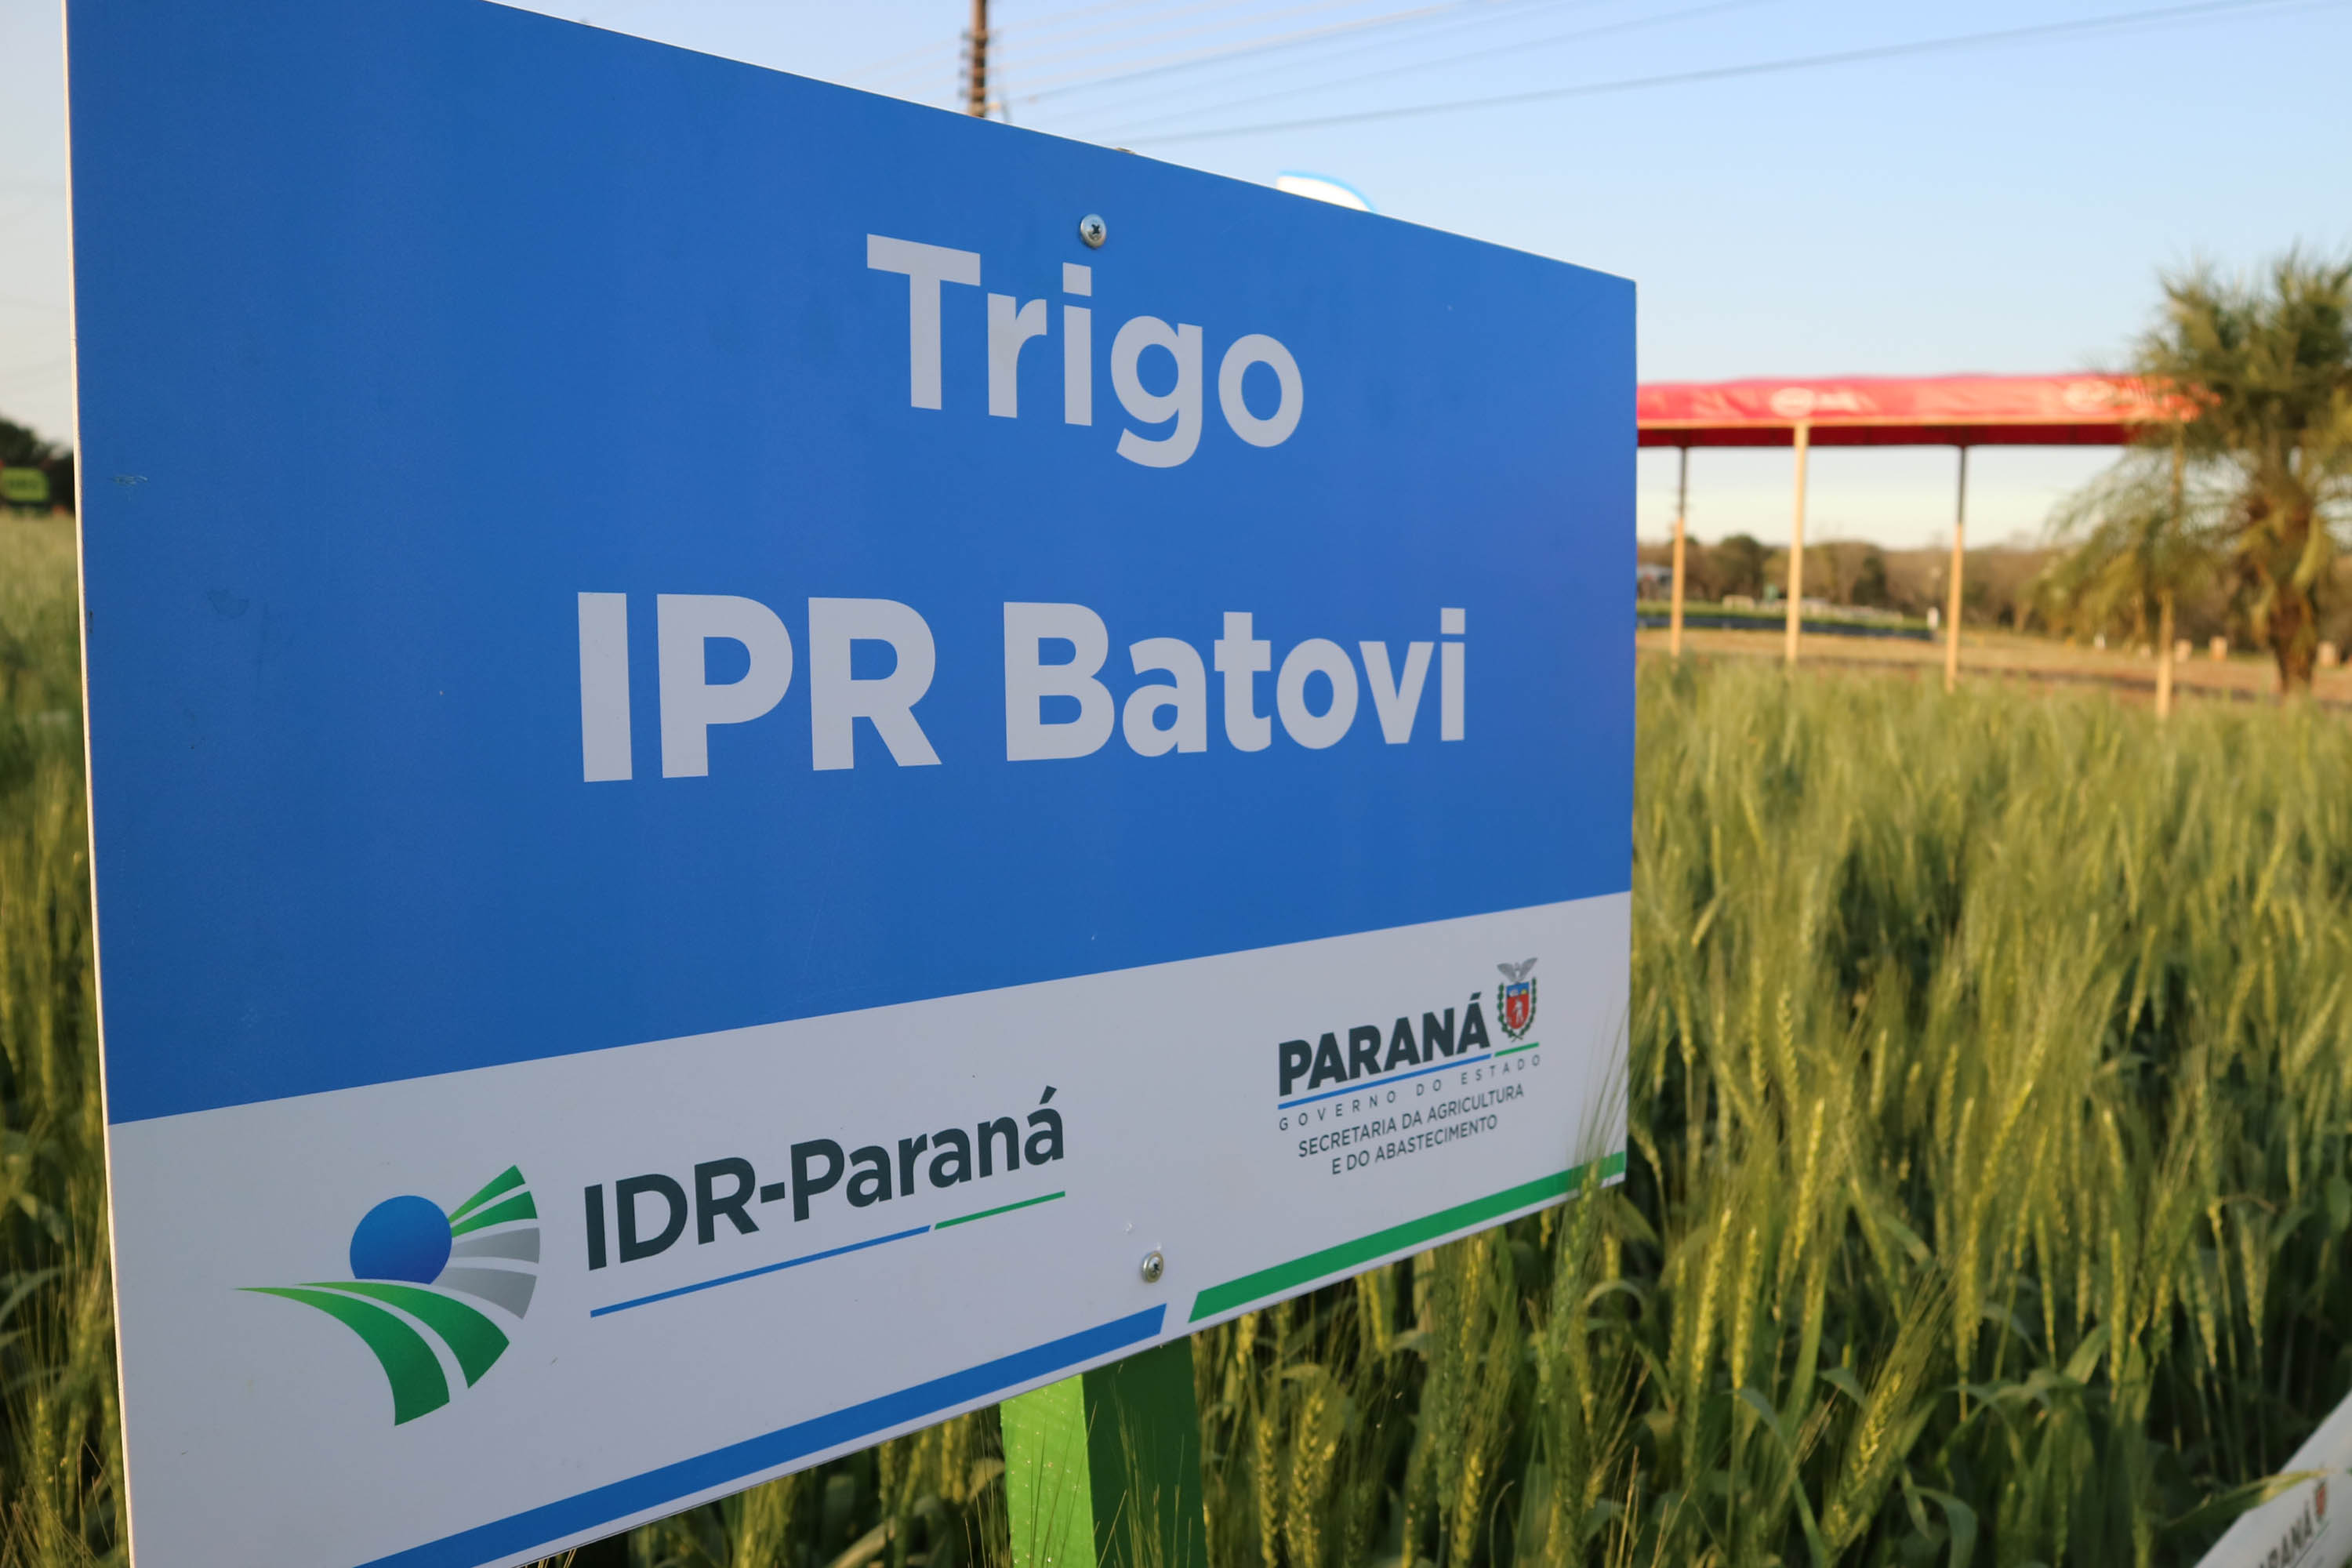 Trigo
IPR Batovi
IDR-Paraná
PARANÁ
GOVERNO DO ESTADO
SECRETARIA DA AGRICULTURA
E DO ABASTECIMENTO